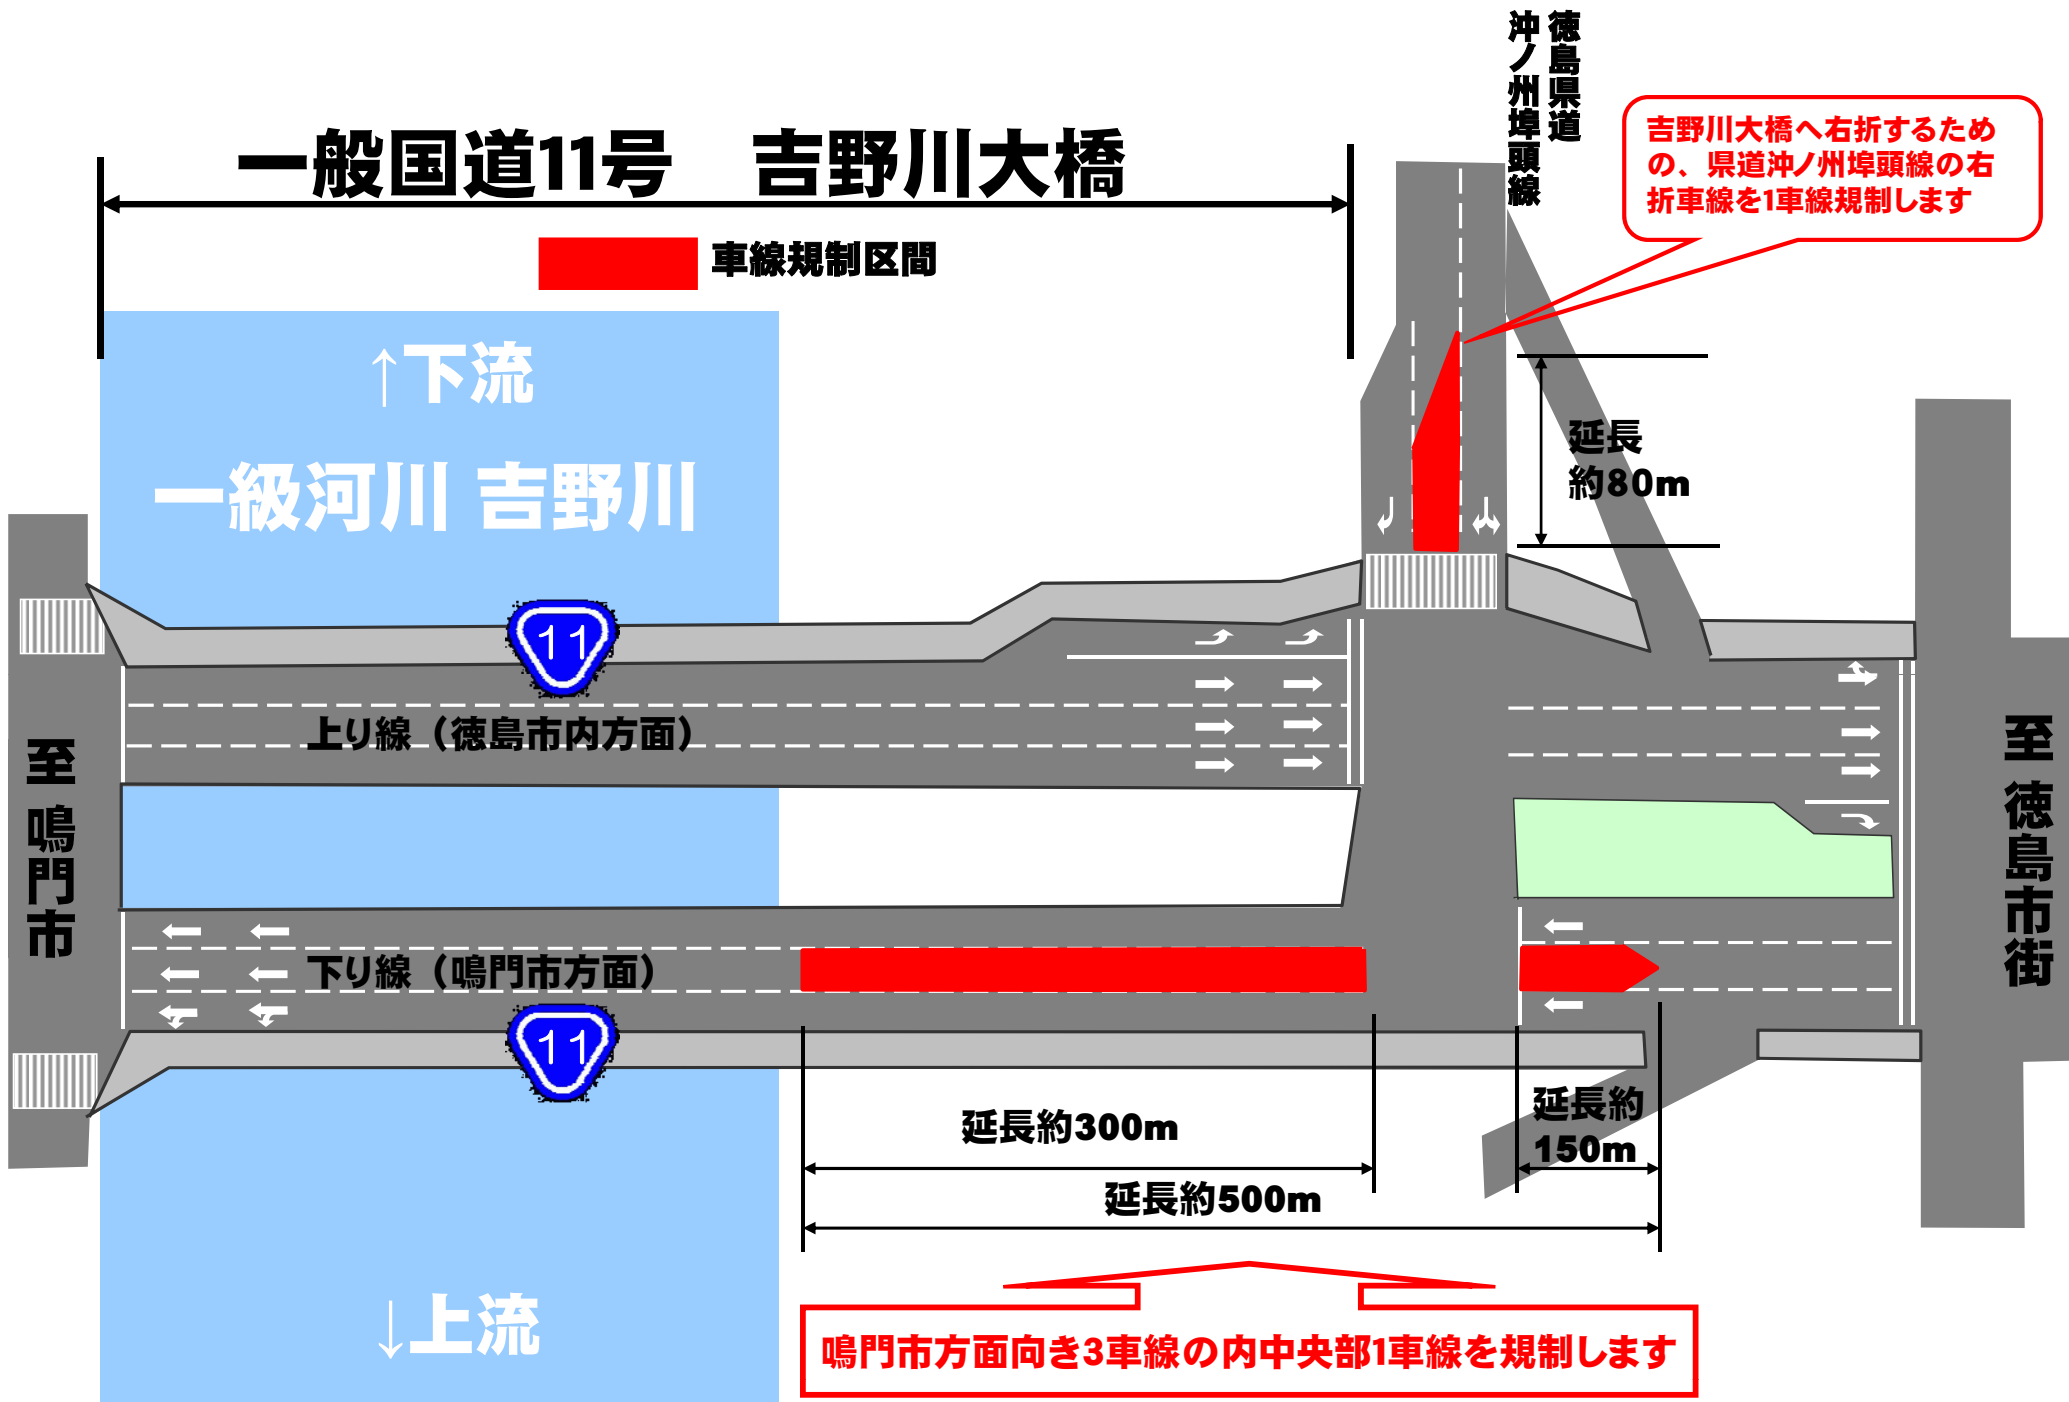 徳島県道
沖ノ州埠頭線
一般国道11号　吉野川大橋
車線規制区間
吉野川大橋へ右折するため
の、県道沖ノ州埠頭線の右
折車線を1車線規制します
↑下流
一級河川 吉野川
延長
約80m
11
上り線（徳島市内方面）
至 鳴門市
至 徳島市街
下り線（鳴門市方面）
11
延長約300m
延長約
150m
延長約500m
↓上流
鳴門市方面向き3車線の内中央部1車線を規制します